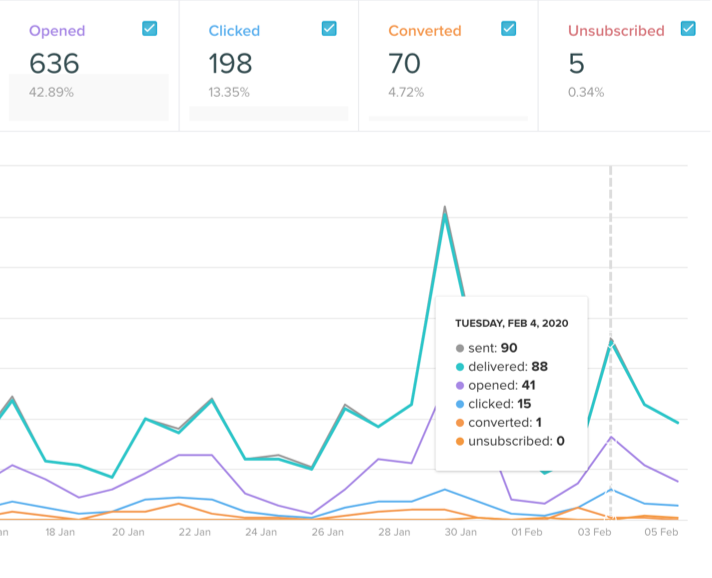 Opened
Clicked
Converted
Unsubscribed
636
198
70
5
42.89%
13.35%
4.72%
0.34%
TUESDAY, FEB 4, 2020
sent: 90
delivered: 88
opened: 41
clicked: 15
converted: 1
unsubscribed: 0
18 Jan
20 Jan
22 Jan
24 Jan
26 Jan
28 Jan
30 Jan
01 Feb
03 Feb
05 Feb